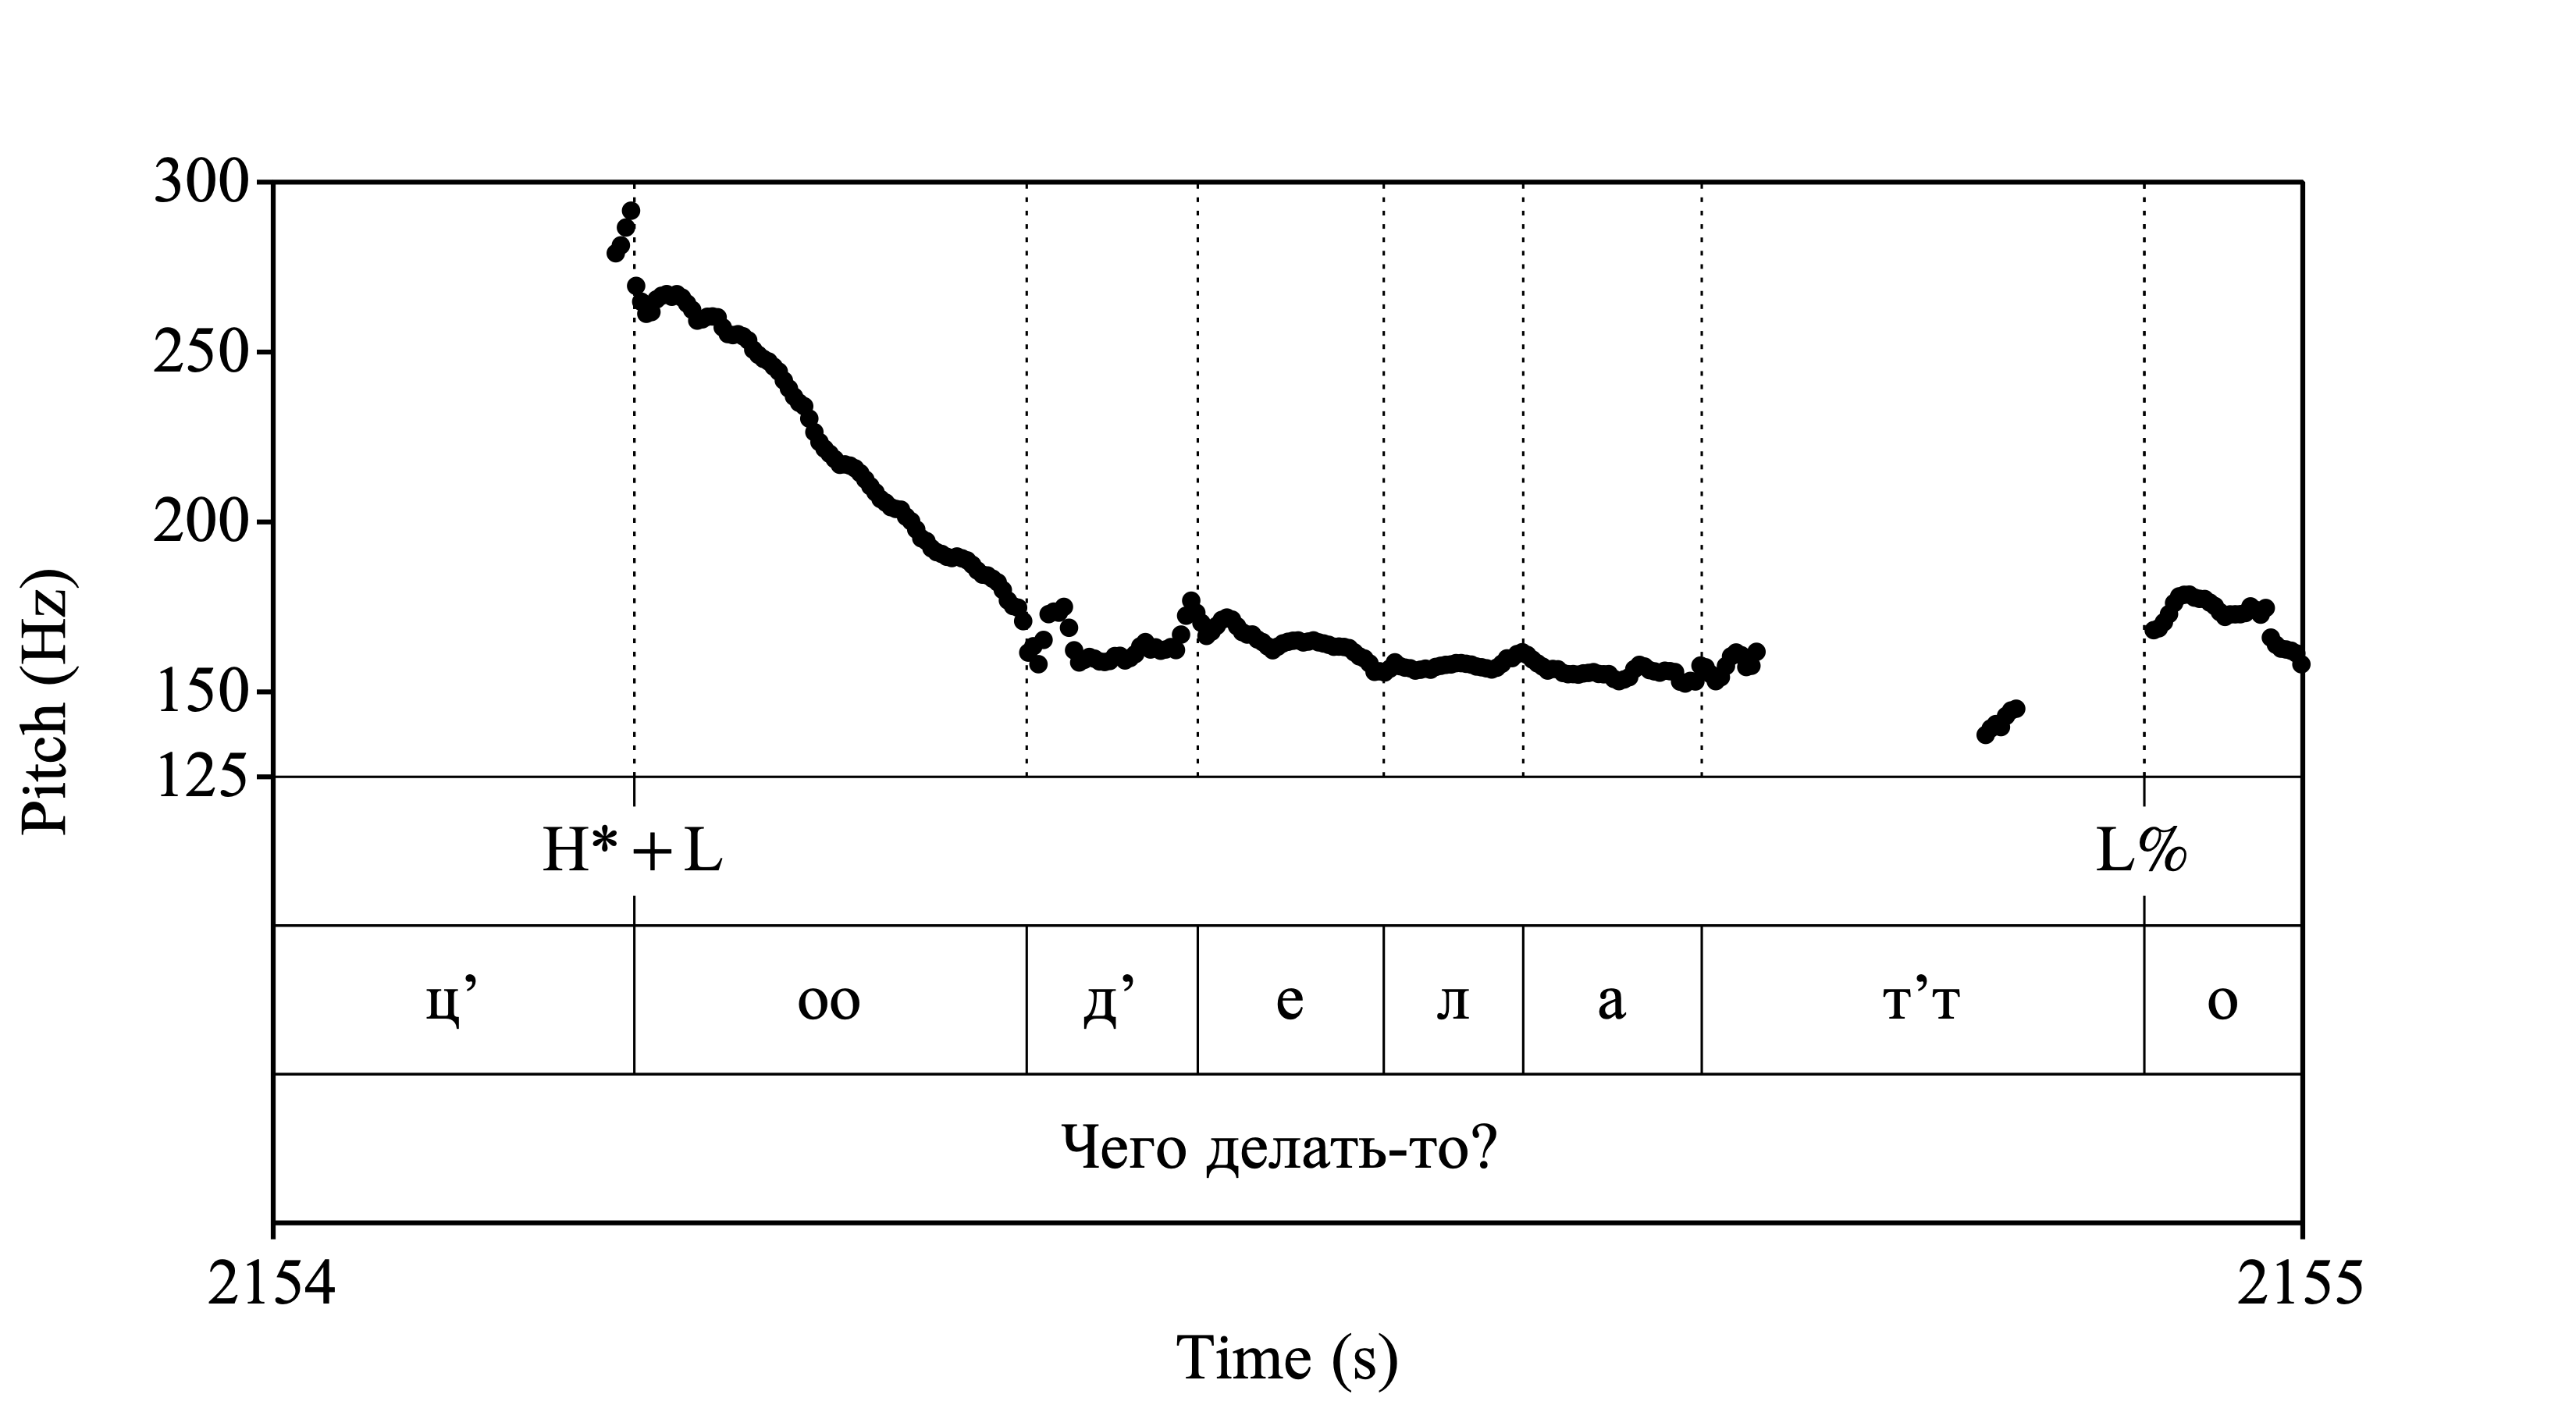 300
250
200
150
125
Pitch (Hz)
H* + L L%
ц’ оо д’ е л а т’т о
Чего делать-то?
2154 2155
Time (s)